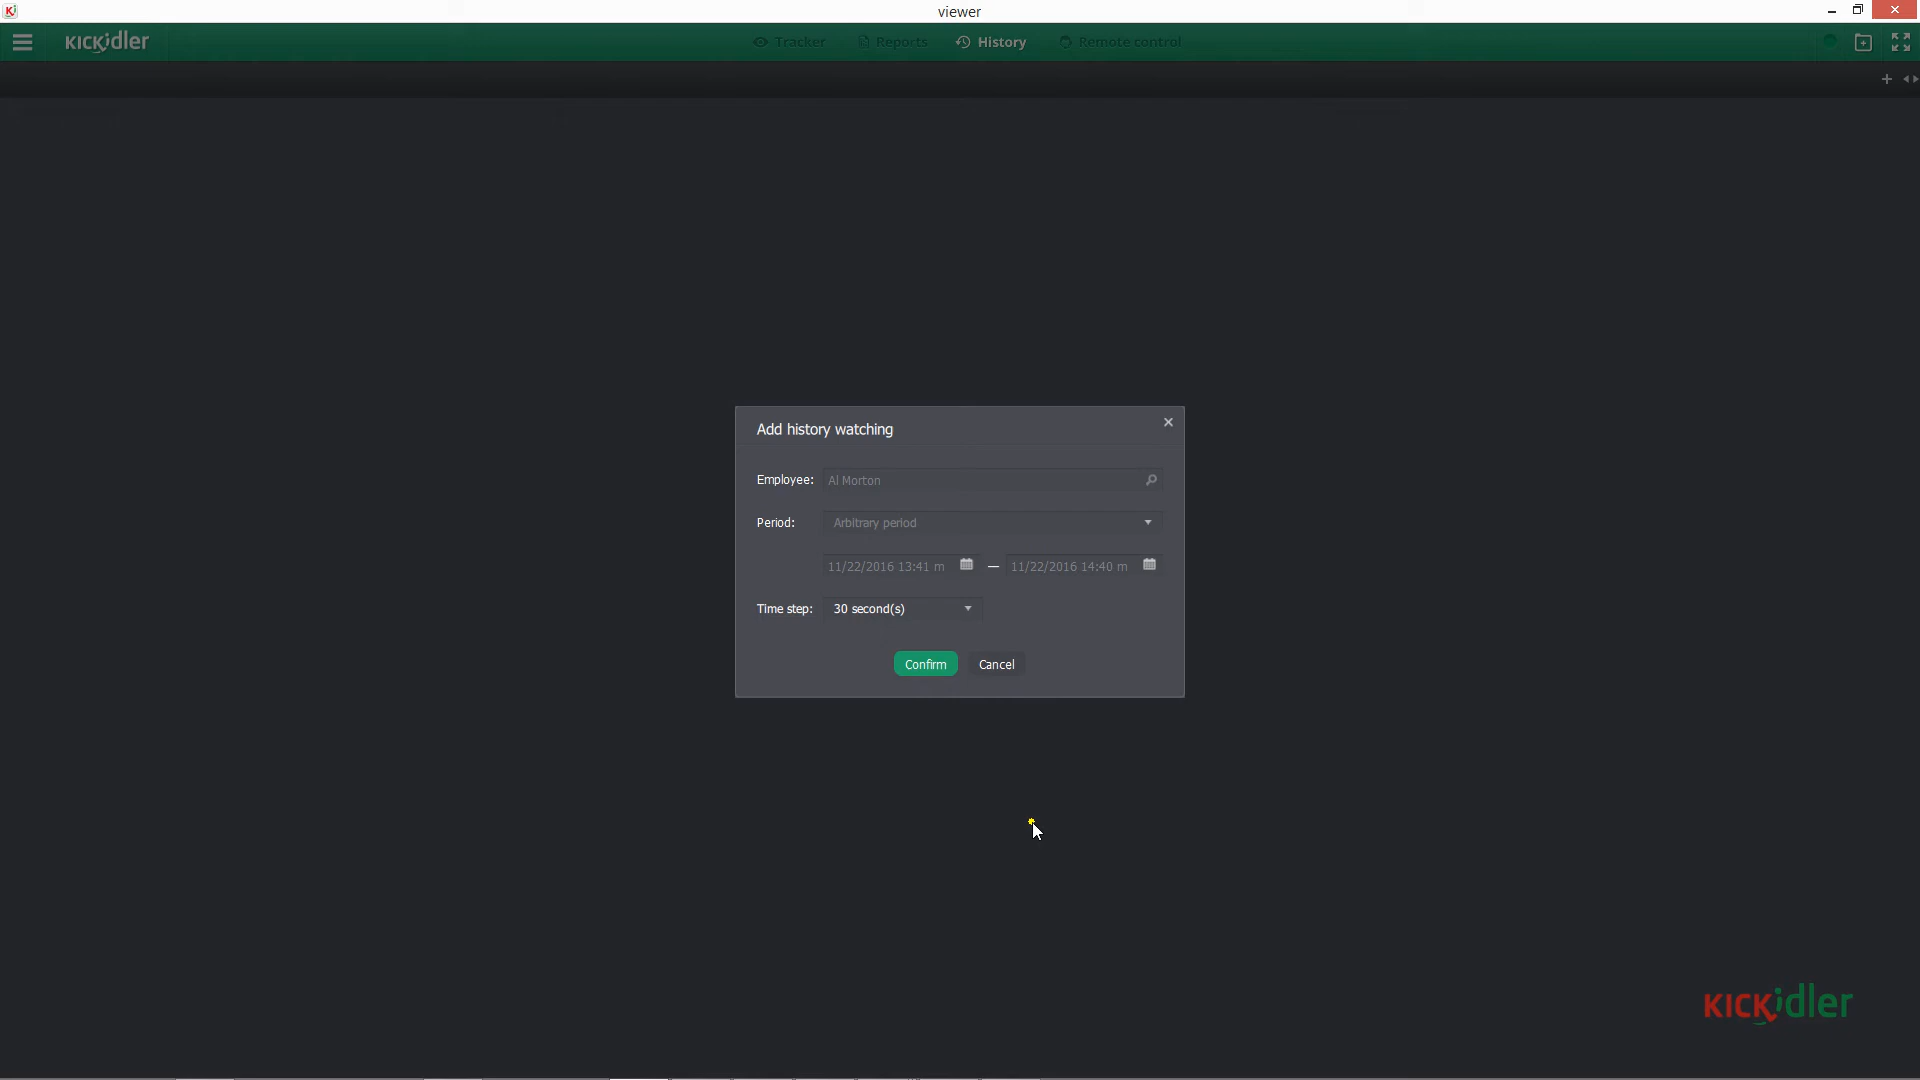 viewer
KICKidler
Tracker
Reports
History
Remote control
Add history watching
Employee: Al Morton
Period: Arbitrary period
11/22/2016 13:41 m — 11/22/2016 14:40 m
Time step: 30 second(s)
Confirm
Cancel
KICKidler